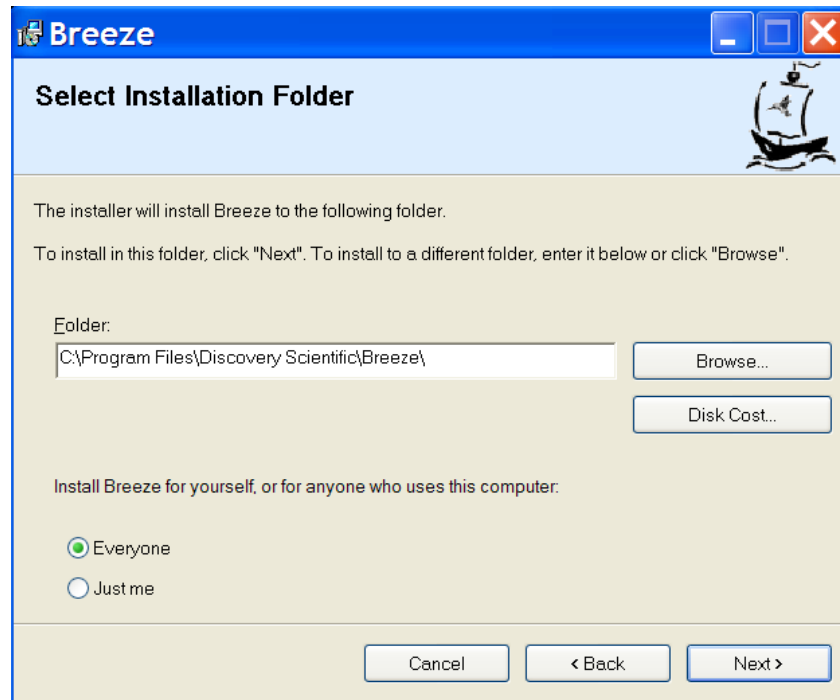 Breeze
Select Installation Folder
The installer will install Breeze to the following folder.
To install in this folder, click "Next". To install to a different folder, enter it below or click "Browse".
Folder:
C:\Program Files\Discovery Scientific\Breeze\
Browse...
Disk Cost...
Install Breeze for yourself, or for anyone who uses this computer:
Everyone
Just me
Cancel
< Back
Next >